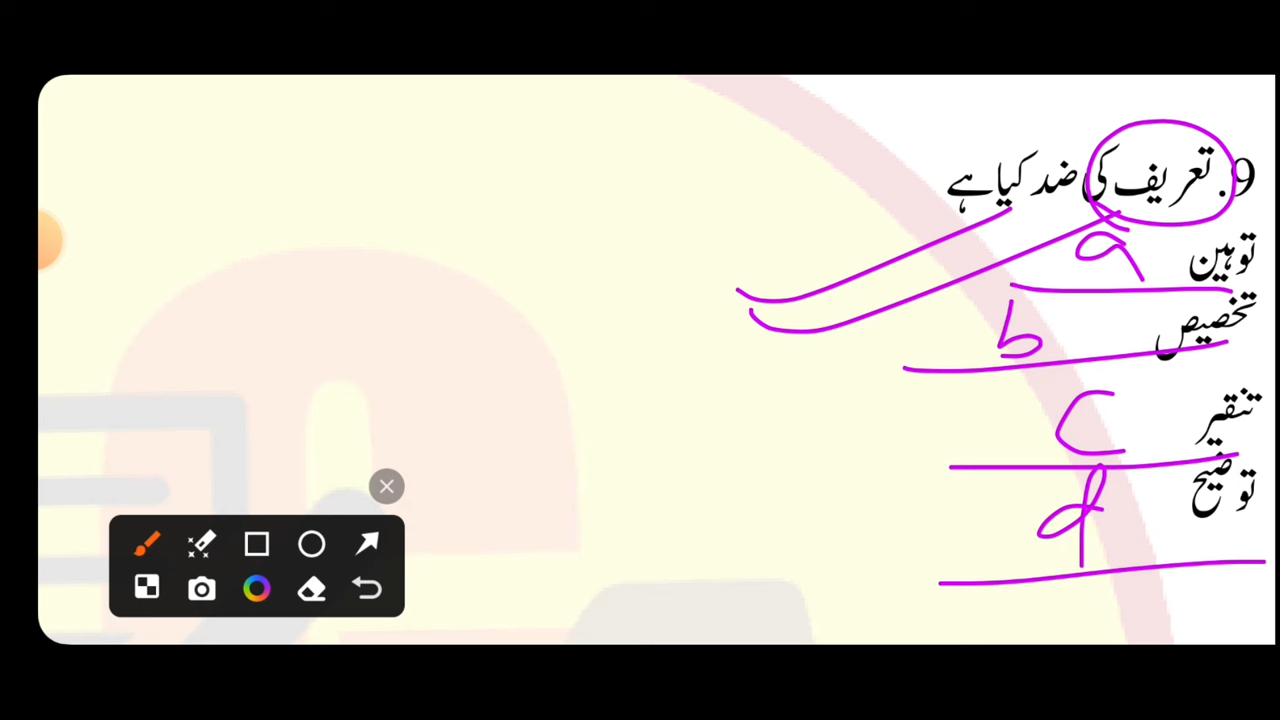 9. تعریف کی ضد کیا ہے
توہین a
تخصیص b
تنقیر c
توضیح d